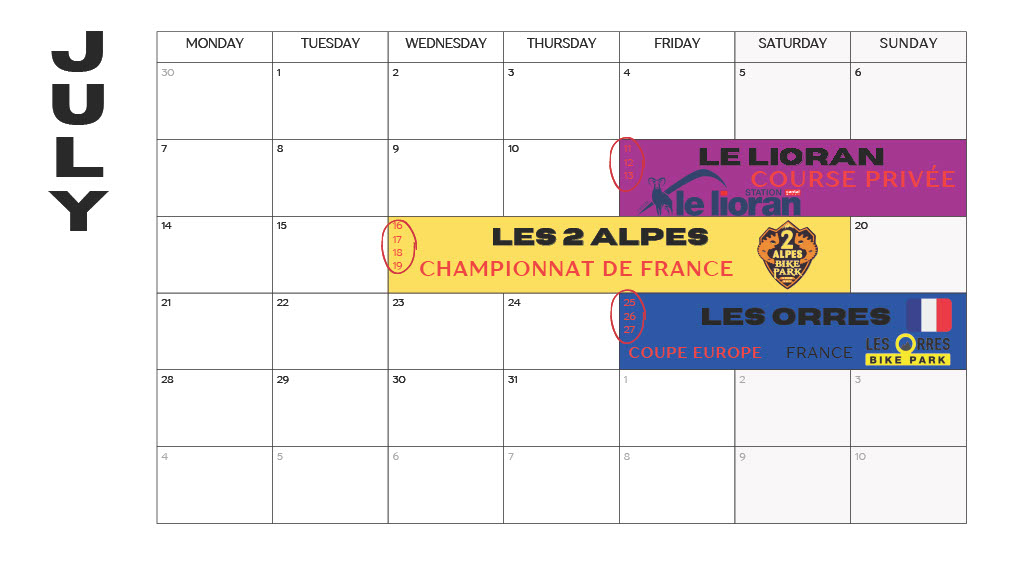 JULY
MONDAY TUESDAY WEDNESDAY THURSDAY FRIDAY SATURDAY SUNDAY
30 1 2 3 4 5 6
7 8 9 10
11
12
13
LE LIORAN
COURSE PRIVÉE
STATION
le lioran
14 15
16
17
18
19
LES 2 ALPES
CHAMPIONNAT DE FRANCE
2
ALPES
BIKE
PARK
20
21 22 23 24
25
26
27
LES ORRES
COUPE EUROPE FRANCE
LES ORRES
BIKE PARK
28 29 30 31 1 2 3
4 5 6 7 8 9 10